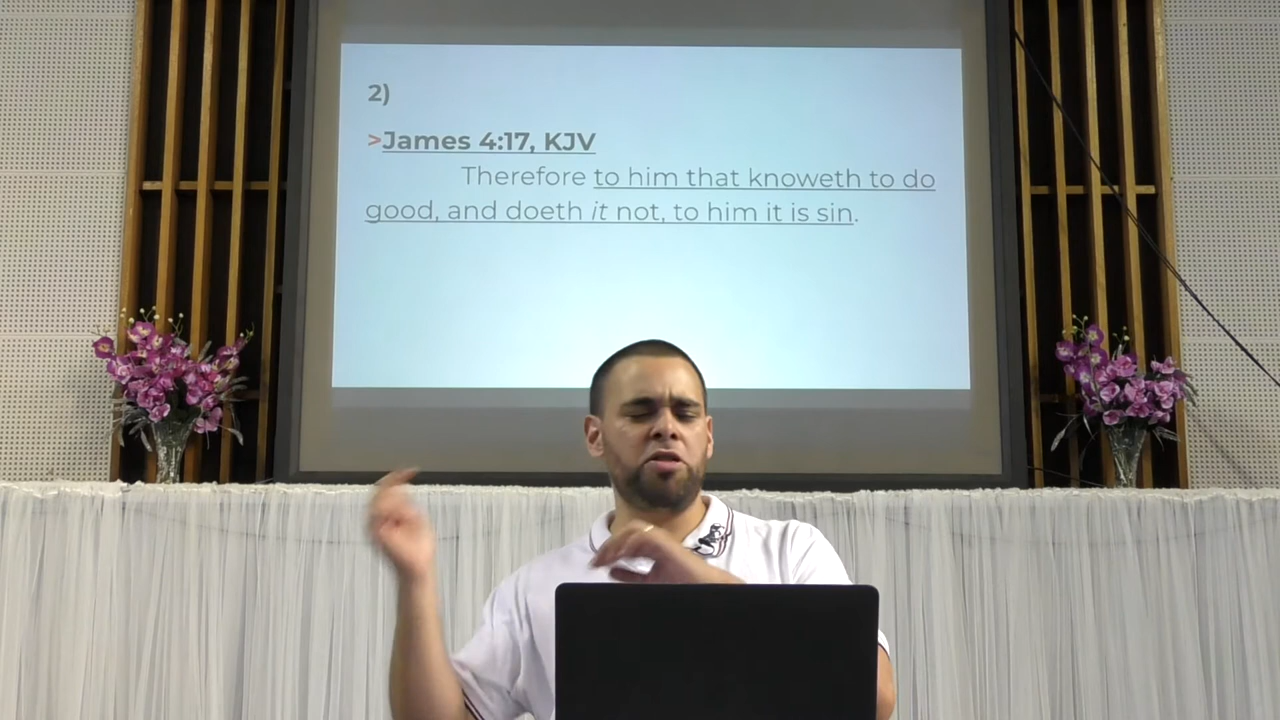 2)
>James 4:17, KJV
Therefore to him that knoweth to do
good, and doeth it not, to him it is sin.